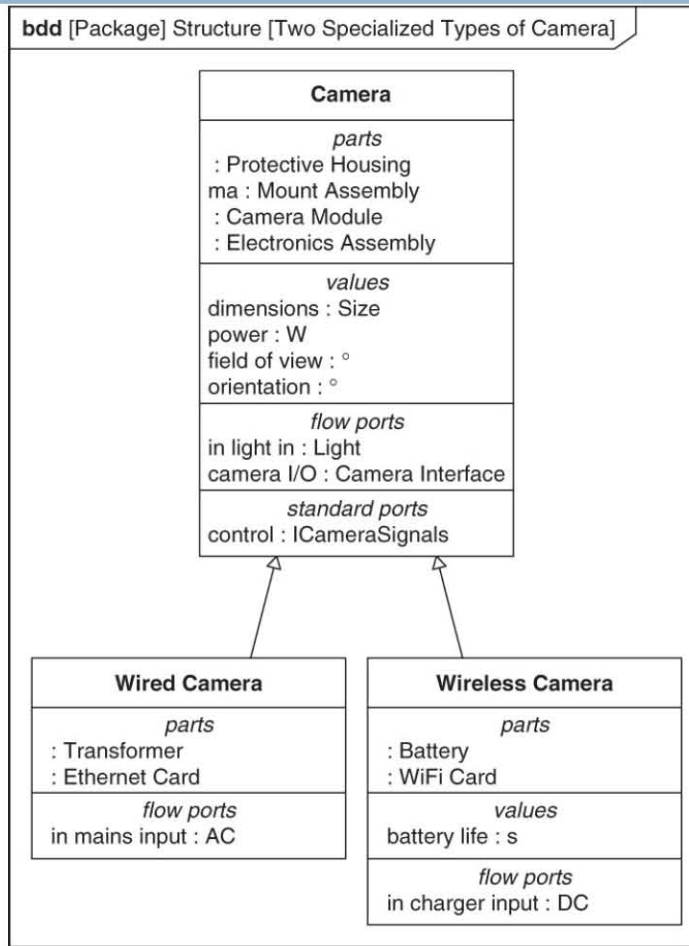 bdd [Package] Structure [Two Specialized Types of Camera]
Camera
parts
: Protective Housing
ma : Mount Assembly
: Camera Module
: Electronics Assembly
values
dimensions : Size
power : W
field of view : °
orientation : °
flow ports
in light in : Light
camera I/O : Camera Interface
standard ports
control : ICameraSignals
Wired Camera
parts
: Transformer
: Ethernet Card
flow ports
in mains input : AC
Wireless Camera
parts
: Battery
: WiFi Card
values
battery life : s
flow ports
in charger input : DC